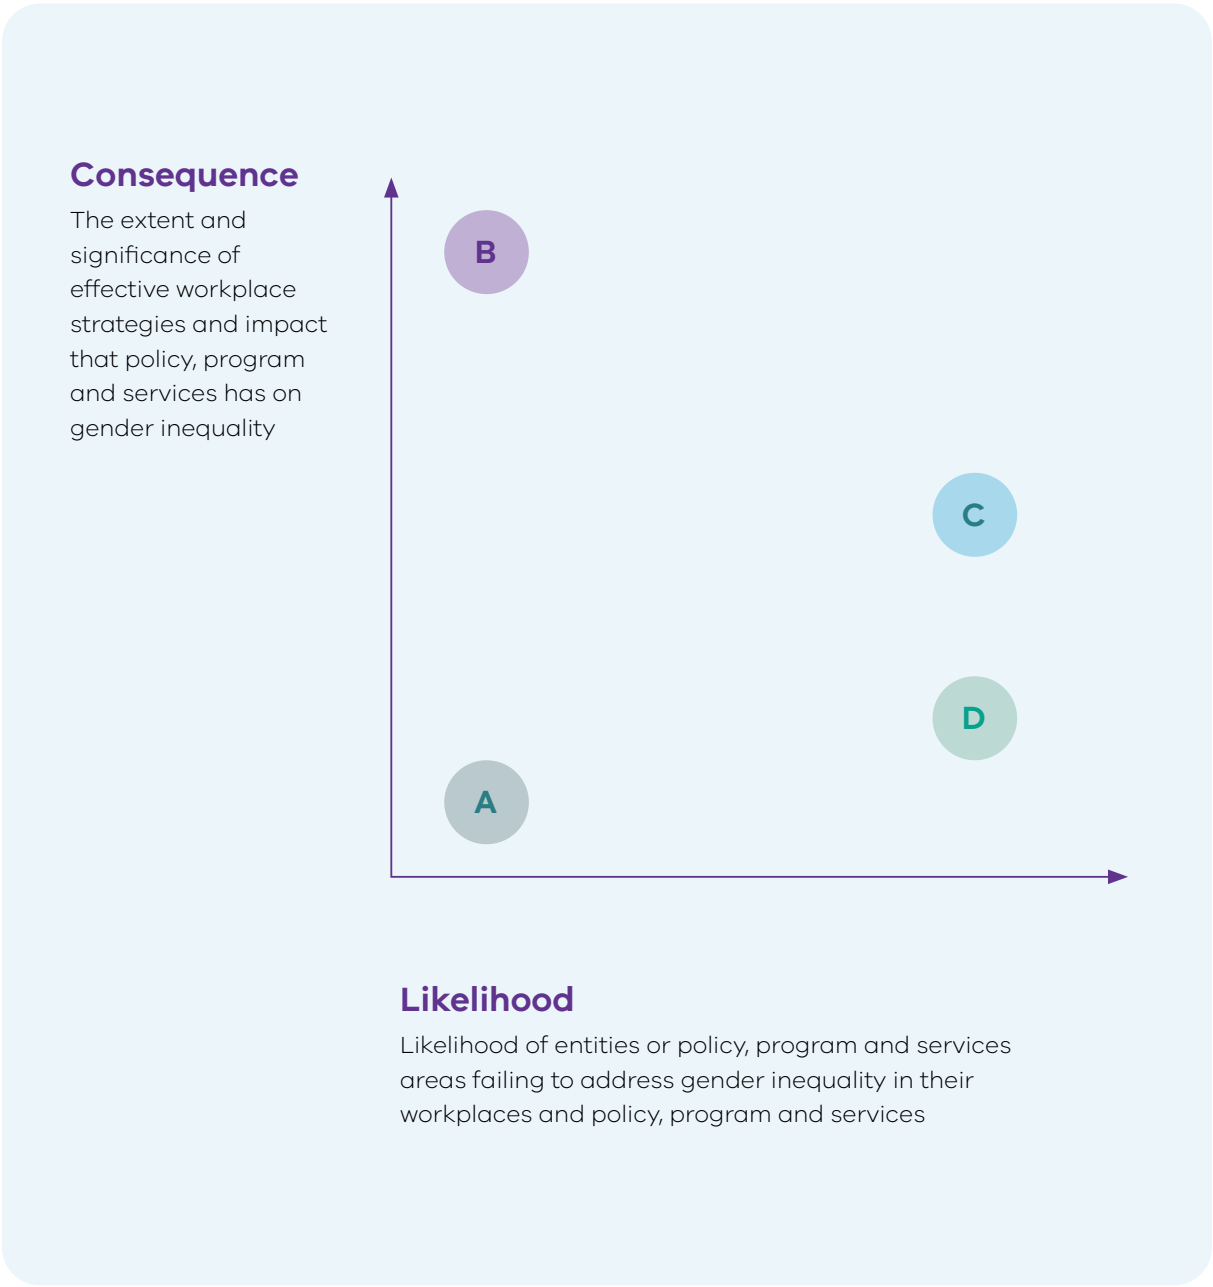 Consequence
The extent and
significance of
effective workplace
strategies and impact
that policy, program
and services has on
gender inequality
B
C
D
A
Likelihood
Likelihood of entities or policy, program and services
areas failing to address gender inequality in their
workplaces and policy, program and services